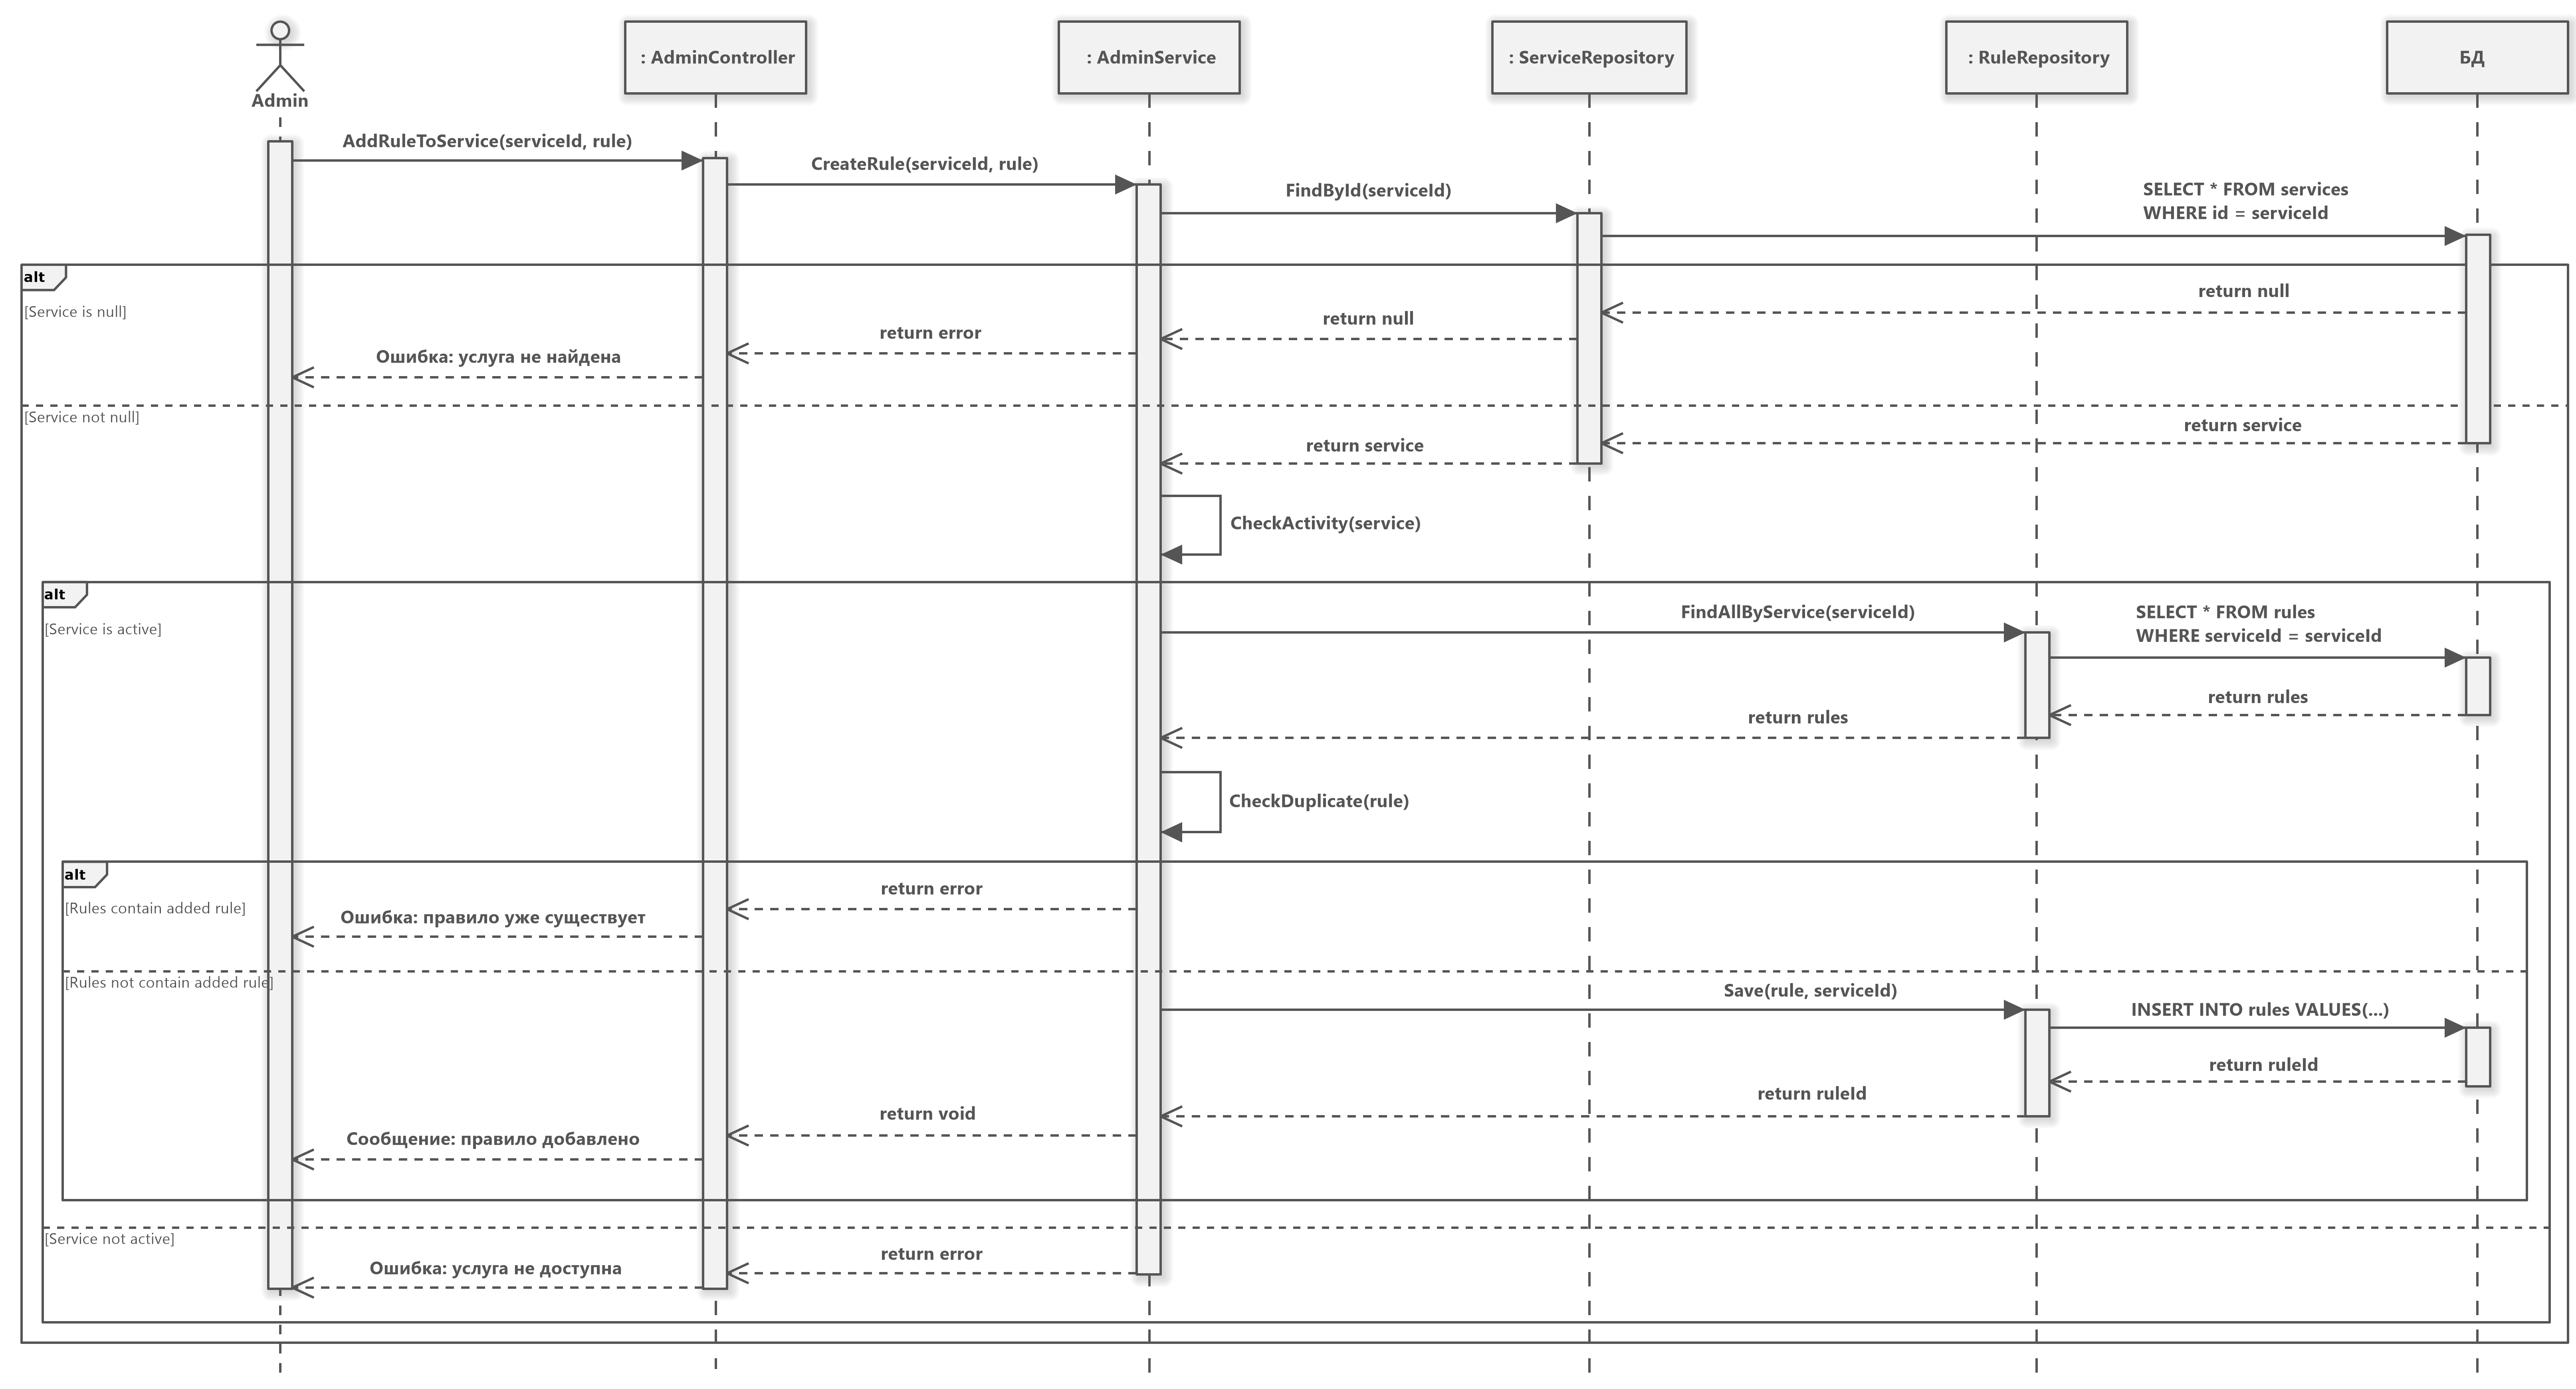 Admin
: AdminController
: AdminService
: ServiceRepository
: RuleRepository
БД
AddRuleToService(serviceId, rule)
CreateRule(serviceId, rule)
FindById(serviceId)
SELECT * FROM services
WHERE id = serviceId
alt
[Service is null]
return null
return null
return error
Ошибка: услуга не найдена
[Service not null]
return service
return service
CheckActivity(service)
alt
[Service is active]
FindAllByService(serviceId)
SELECT * FROM rules
WHERE serviceId = serviceId
return rules
return rules
CheckDuplicate(rule)
alt
[Rules contain added rule]
return error
Ошибка: правило уже существует
[Rules not contain added rule]
Save(rule, serviceId)
INSERT INTO rules VALUES(...)
return ruleId
return ruleId
return void
Сообщение: правило добавлено
[Service not active]
return error
Ошибка: услуга не доступна